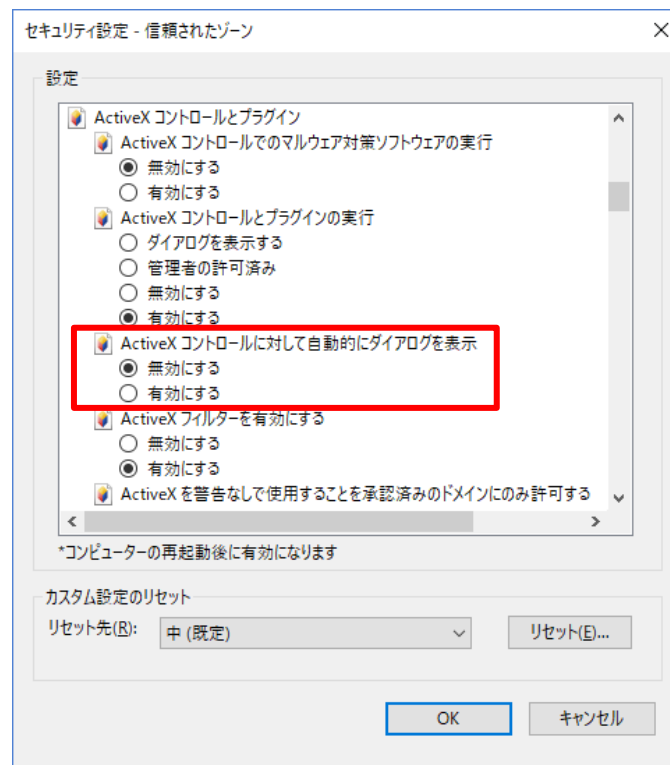 セキュリティ設定 - 信頼されたゾーン
設定
ActiveX コントロールとプラグイン
ActiveX コントロールでのマルウェア対策ソフトウェアの実行
無効にする
有効にする
ActiveX コントロールとプラグインの実行
ダイアログを表示する
管理者の許可済み
無効にする
有効にする
ActiveX コントロールに対して自動的にダイアログを表示
無効にする
有効にする
ActiveX フィルターを有効にする
無効にする
有効にする
ActiveX を警告なしで使用することを承認済みのドメインにのみ許可する
*コンピューターの再起動後に有効になります
カスタム設定のリセット
リセット先(R): 中 (既定) リセット(E)...
OK キャンセル